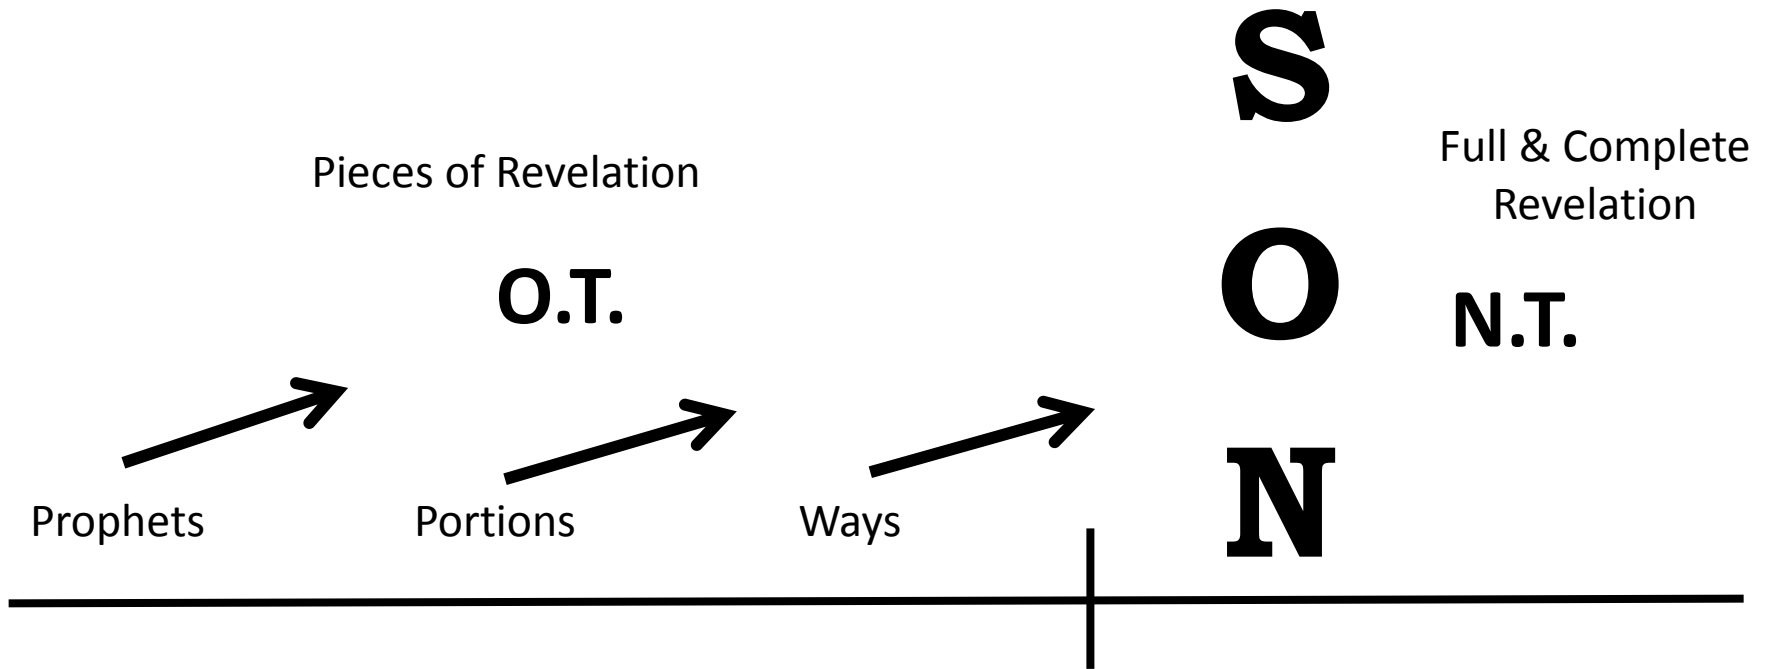 Pieces of Revelation
O.T.
Prophets
Portions
Ways
S
O
N
Full & Complete
Revelation
N.T.